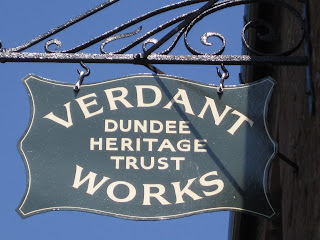 VERDANT
DUNDEE
HERITAGE
TRUST
WORKS